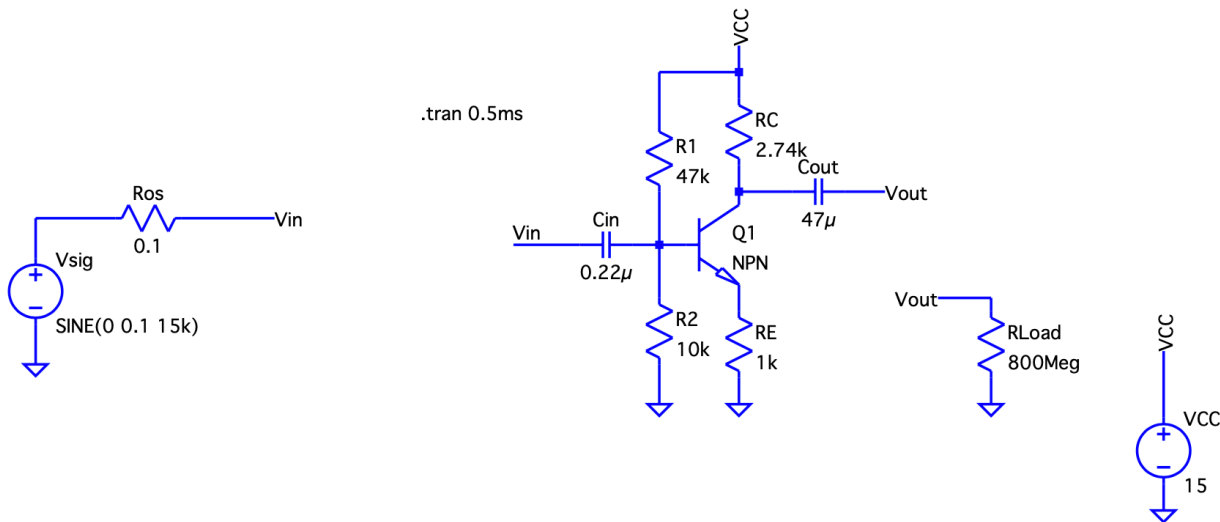 VCC
.tran 0.5ms
RC
2.74k
R1
47k
Cout
47µ
Vout
Ros
0.1
Vin
Vin
Cin
0.22µ
Q1
NPN
Vsig
SINE(0 0.1 15k)
R2
10k
RE
1k
Vout
RLoad
800Meg
VCC
VCC
15